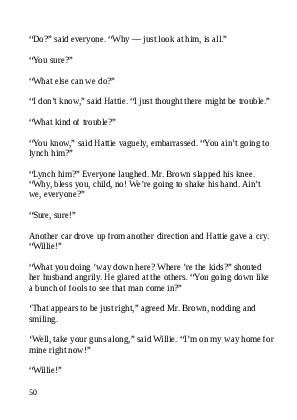 “Do?” said everyone. “Why — just look at him, is all.”
“You sure?”
“What else can we do?”
“I don’t know,” said Hattie. “I just thought there might be trouble.”
“What kind of trouble?”
“You know,” said Hattie vaguely, embarrassed. “You ain’t going to
lynch him?”
“Lynch him?” Everyone laughed. Mr. Brown slapped his knee.
“Why, bless you, child, no! We’re going to shake his hand. Ain’t
we, everyone?”
“Sure, sure!”
Another car drove up from another direction and Hattie gave a cry.
“Willie!”
“What you doing ’way down here? Where ’re the kids?” shouted
her husband angrily. He glared at the others. “You going down like
a bunch of fools to see that man come in?”
‘That appears to be just right,” agreed Mr. Brown, nodding and
smiling.
‘Well, take your guns along,” said Willie. “I’m on my way home for
mine right now!”
“Willie!”
50